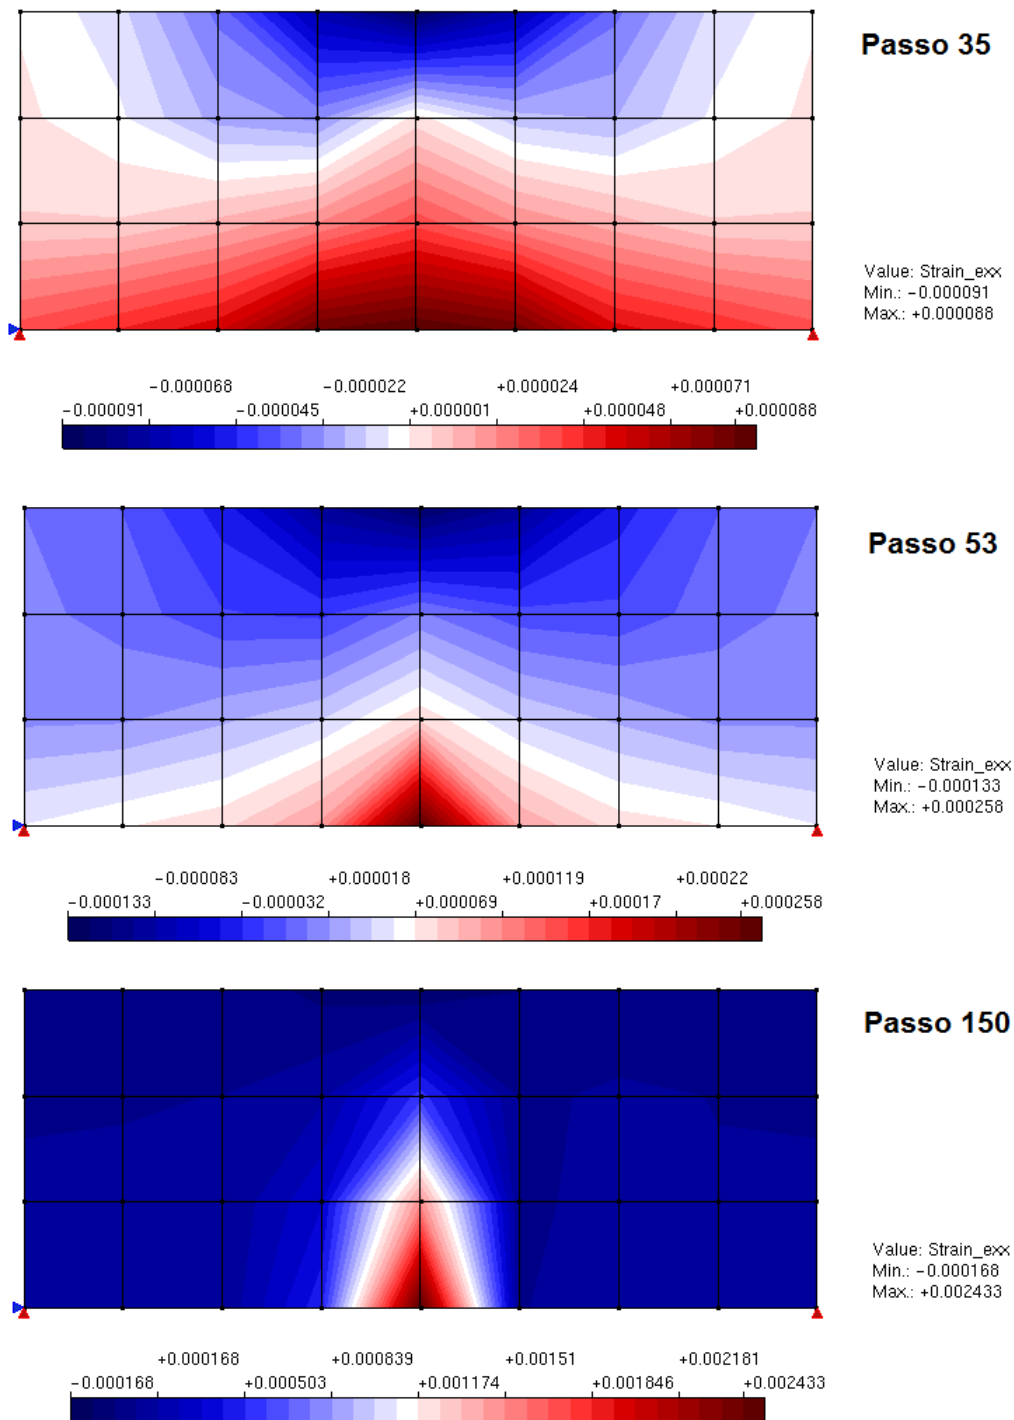 Passo 35
Value: Strain_exx
Min.: -0.000091
Max.: +0.000088
-0.000068 -0.000022 +0.000024 +0.000071
-0.000091 -0.000045 +0.000001 +0.000048 +0.000088
Passo 53
Value: Strain_exx
Min.: -0.000133
Max.: +0.000258
-0.000083 +0.000018 +0.000119 +0.00022
-0.000133 -0.000032 +0.000069 +0.00017 +0.000258
Passo 150
Value: Strain_exx
Min.: -0.000168
Max.: +0.002433
+0.000168 +0.000839 +0.00151 +0.002181
-0.000168 +0.000503 +0.001174 +0.001846 +0.002433